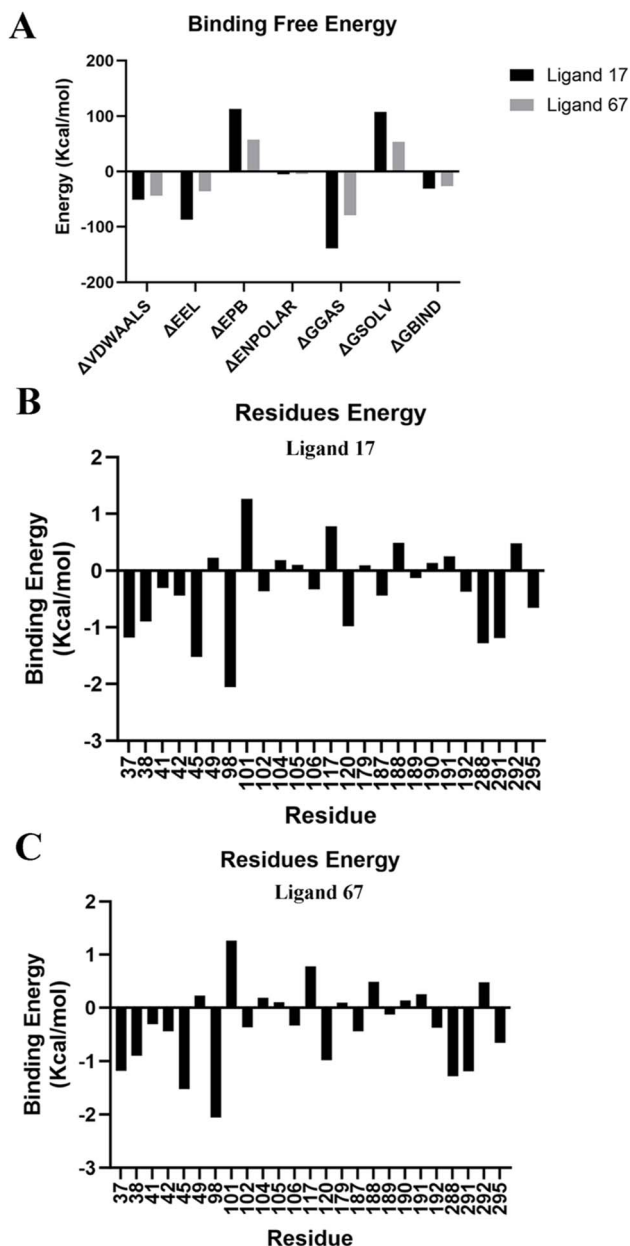 A
Binding Free Energy
Energy (Kcal/mol)
200
100
0
-100
-200
ΔVDWAALS
ΔEEL
ΔEPB
ΔENPOLAR
ΔGGAS
ΔGSOLV
ΔGBIND
Ligand 17
Ligand 67
B
Residues Energy
Ligand 17
Binding Energy
(Kcal/mol)
2
1
0
-1
-2
-3
37
38
41
42
45
49
98
101
102
104
105
106
117
120
179
187
188
189
190
191
192
288
291
292
295
Residue
C
Residues Energy
Ligand 67
Binding Energy
(Kcal/mol)
2
1
0
-1
-2
-3
37
38
41
42
45
49
98
101
102
104
105
106
117
120
179
187
188
189
190
191
192
288
291
292
295
Residue